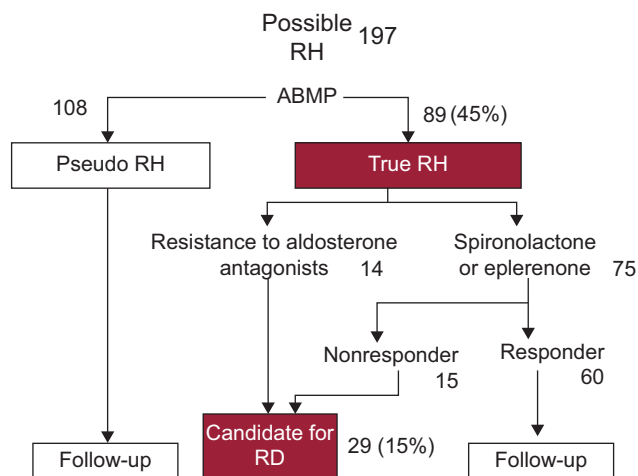 Possible
RH
197
ABMP
108
89 (45%)
Pseudo RH
True RH
Resistance to aldosterone
antagonists
14
Spironolactone
or eplerenone
75
Nonresponder
15
Responder
60
Candidate for
RD
29 (15%)
Follow-up
Follow-up